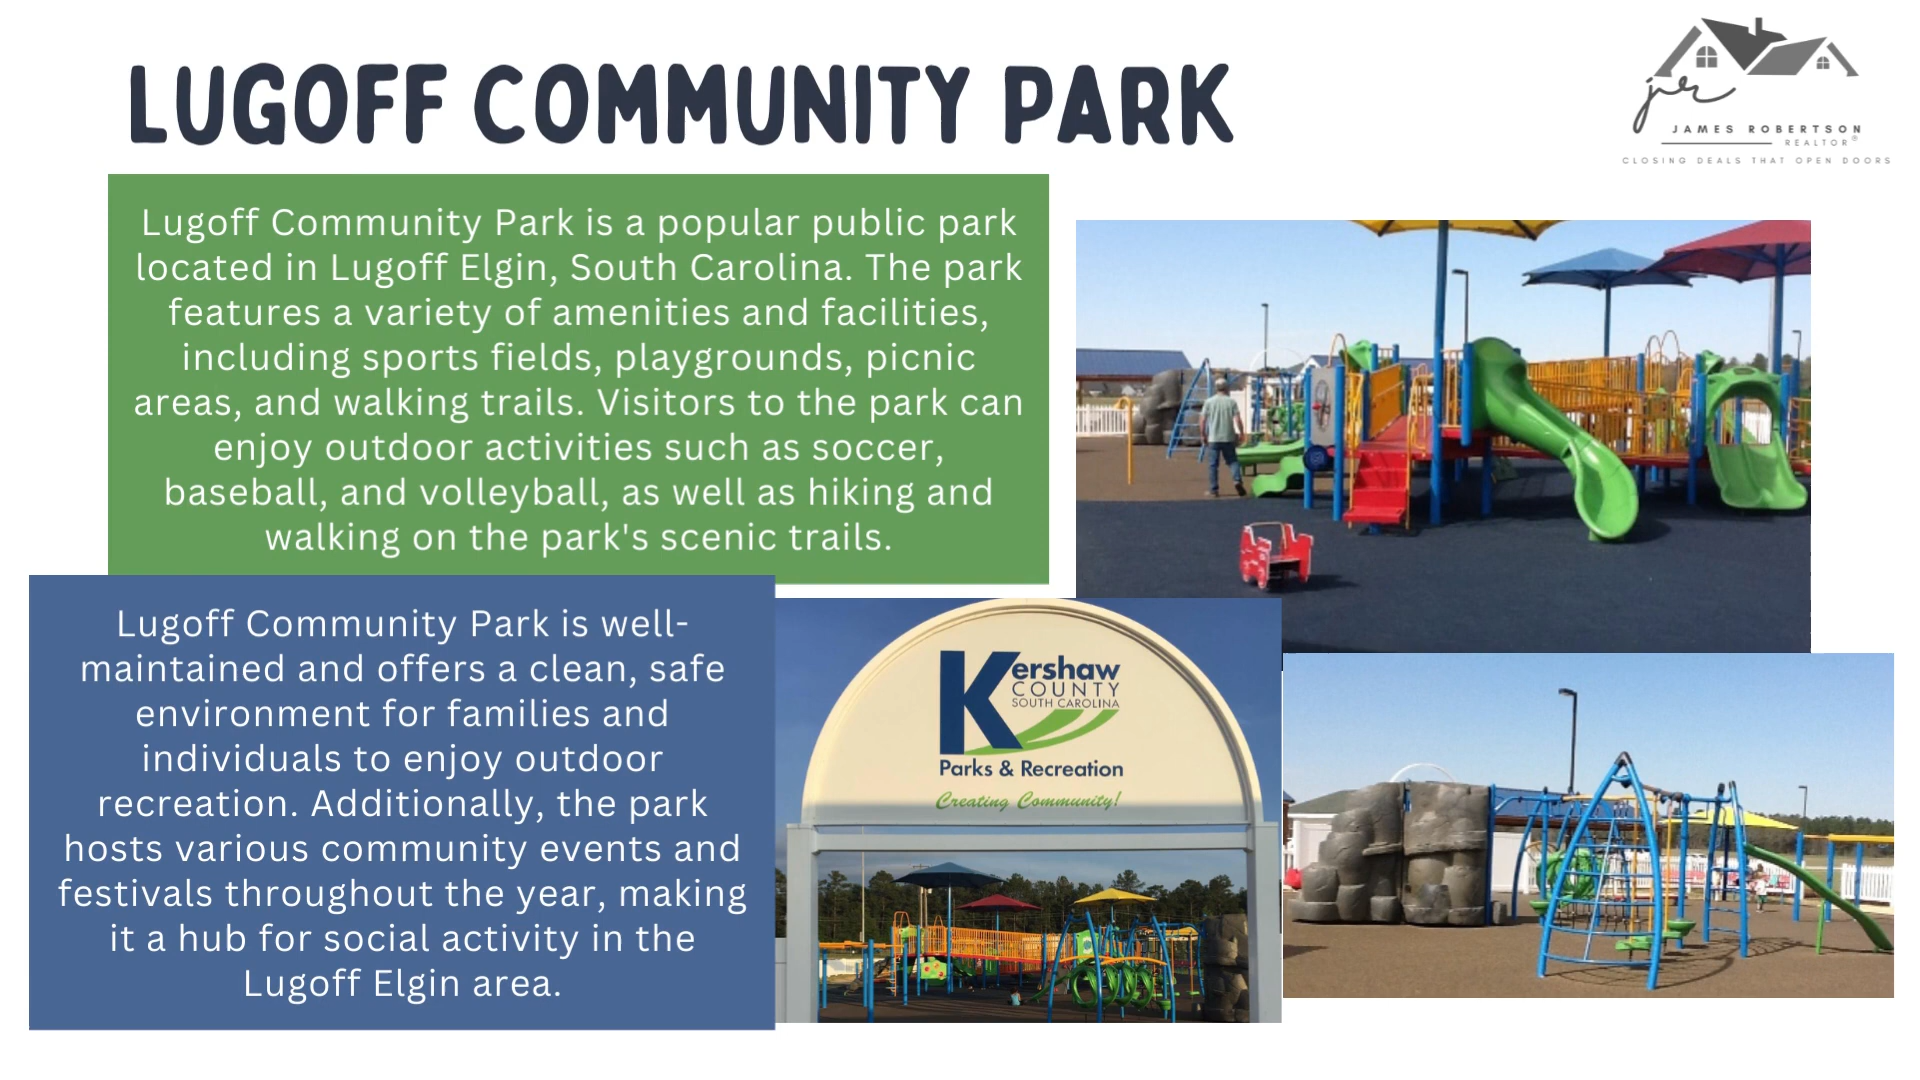 LUGOFF COMMUNITY PARK
jr
JAMES ROBERTSON
REALTOR®
CLOSING DEALS THAT OPEN DOORS
Lugoff Community Park is a popular public park
located in Lugoff Elgin, South Carolina. The park
features a variety of amenities and facilities,
including sports fields, playgrounds, picnic
areas, and walking trails. Visitors to the park can
enjoy outdoor activities such as soccer,
baseball, and volleyball, as well as hiking and
walking on the park's scenic trails.
Lugoff Community Park is well-
maintained and offers a clean, safe
environment for families and
individuals to enjoy outdoor
recreation. Additionally, the park
hosts various community events and
festivals throughout the year, making
it a hub for social activity in the
Lugoff Elgin area.
Kershaw
COUNTY
SOUTH CAROLINA
Parks & Recreation
Creating Community!